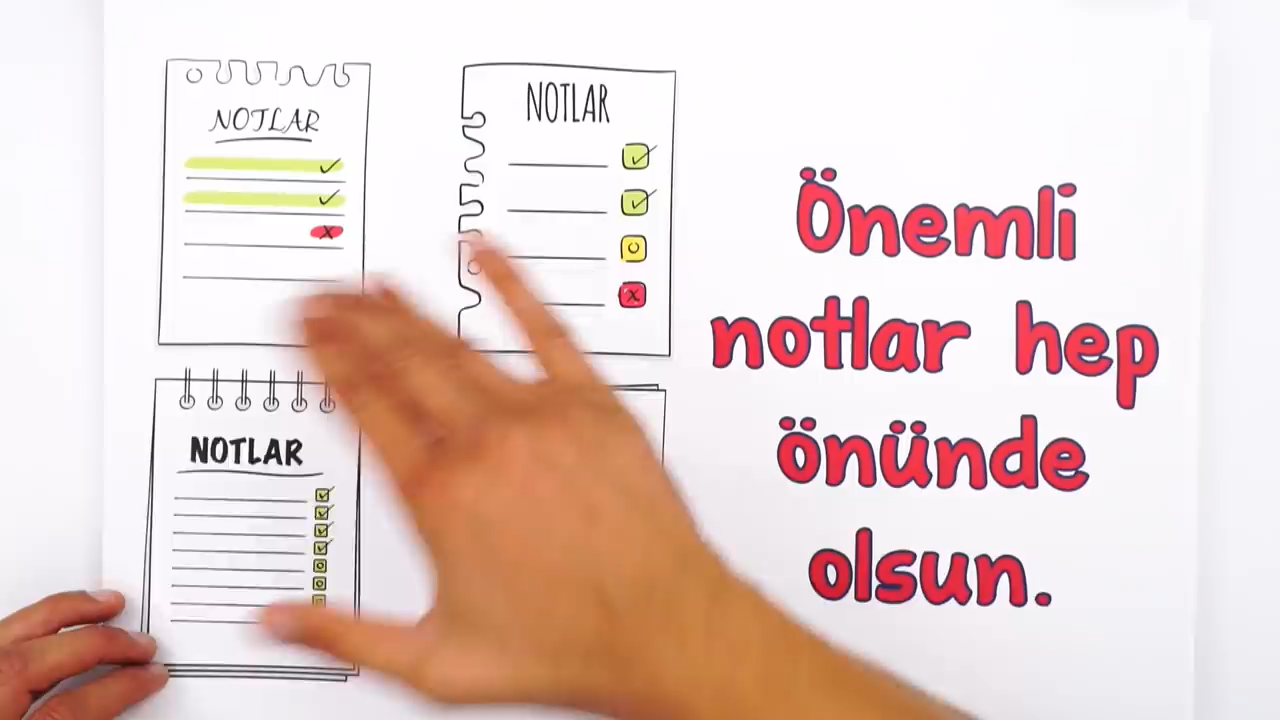 NOTLAR
NOTLAR
NOTLAR
Önemli
notlar hep
önünde
olsun.